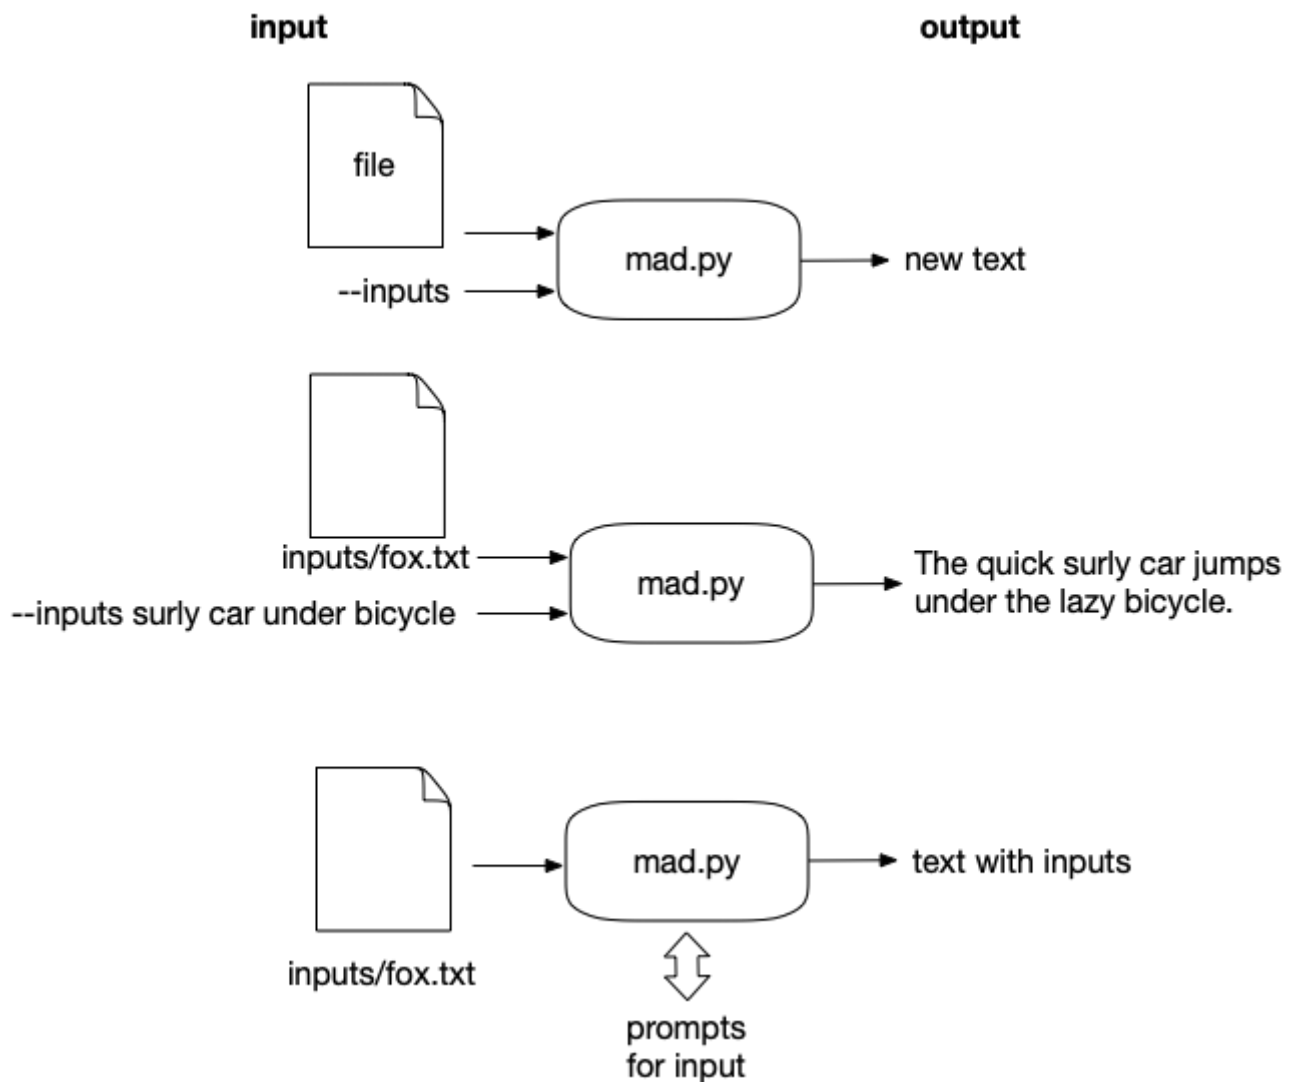 input
output
file
--inputs
mad.py
new text
inputs/fox.txt
--inputs surly car under bicycle
mad.py
The quick surly car jumps
under the lazy bicycle.
inputs/fox.txt
mad.py
text with inputs
prompts
for input